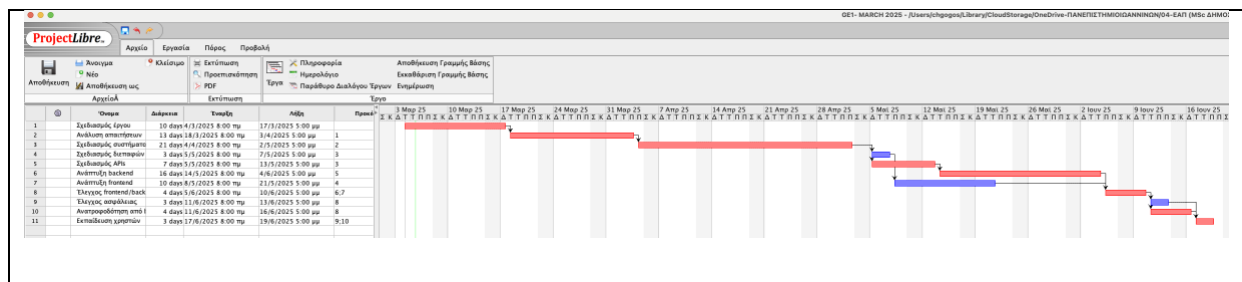 GE1- MARCH 2025 - /Users/chgogos/Library/CloudStorage/OneDrive-ΠΑΝΕΠΙΣΤΗΜΙΟΙΩΑΝΝΙΝΩΝ/04-ΕΑΠ (MSc ΔΗΜΟΣ
ProjectLibre
Αρχείο Εργασία Πόρος Προβολή
Αποθήκευση
Άνοιγμα
Νέο
Αποθήκευση ως
Κλείσιμο
ΑρχείοΑ
Εκτύπωση
Προεπισκόπηση
PDF
Εκτύπωση
Έργα
Πληροφορία
Ημερολόγιο
Παράθυρο Διαλόγου Έργων
Αποθήκευση Γραμμής Βάσης
Εκκαθάριση Γραμμής Βάσης
Ενημέρωση
Έργο
Όνομα Διάρκεια Έναρξη Λήξη Προκά
3 Μαρ 25 10 Μαρ 25 17 Μαρ 25 24 Μαρ 25 31 Μαρ 25 7 Απρ 25 14 Απρ 25 21 Απρ 25 28 Απρ 25 5 Μαϊ 25 12 Μαϊ 25 19 Μαϊ 25 26 Μαϊ 25 2 Ιουν 25 9 Ιουν 25 16 Ιουν 25
Σ Κ Δ Τ Τ Π Π Σ Κ Δ Τ Τ Π Π Σ Κ Δ Τ Τ Π Π Σ Κ Δ Τ Τ Π Π Σ Κ Δ Τ Τ Π Π Σ Κ Δ Τ Τ Π Π Σ Κ Δ Τ Τ Π Π Σ Κ Δ Τ Τ Π Π Σ Κ Δ Τ Τ Π Π Σ Κ Δ Τ Τ Π Π Σ Κ Δ Τ Τ Π Π Σ Κ Δ Τ Τ Π Π Σ Κ Δ Τ Τ Π Π Σ Κ Δ Τ Τ Π Π Σ Κ Δ Τ Τ Π Π Σ Κ Δ Τ Τ Π Π Σ
1 Σχεδιασμός έργου 10 days 4/3/2025 8:00 πμ 17/3/2025 5:00 μμ
2 Ανάλυση απαιτήσεων 13 days 18/3/2025 8:00 πμ 3/4/2025 5:00 μμ 1
3 Σχεδιασμός συστήματο 21 days 4/4/2025 8:00 πμ 2/5/2025 5:00 μμ 2
4 Σχεδιασμός διεπαφών 3 days 5/5/2025 8:00 πμ 7/5/2025 5:00 μμ 3
5 Σχεδιασμός APIs 7 days 5/5/2025 8:00 πμ 13/5/2025 5:00 μμ 3
6 Ανάπτυξη backend 16 days 14/5/2025 8:00 πμ 4/6/2025 5:00 μμ 5
7 Ανάπτυξη frontend 10 days 8/5/2025 8:00 πμ 21/5/2025 5:00 μμ 4
8 Έλεγχος frontend/back 4 days 5/6/2025 8:00 πμ 10/6/2025 5:00 μμ 6;7
9 Έλεγχος ασφάλειας 3 days 11/6/2025 8:00 πμ 13/6/2025 5:00 μμ 8
10 Ανατροφοδότηση από 4 days 11/6/2025 8:00 πμ 16/6/2025 5:00 μμ 8
11 Εκπαίδευση χρηστών 3 days 17/6/2025 8:00 πμ 19/6/2025 5:00 μμ 9;10